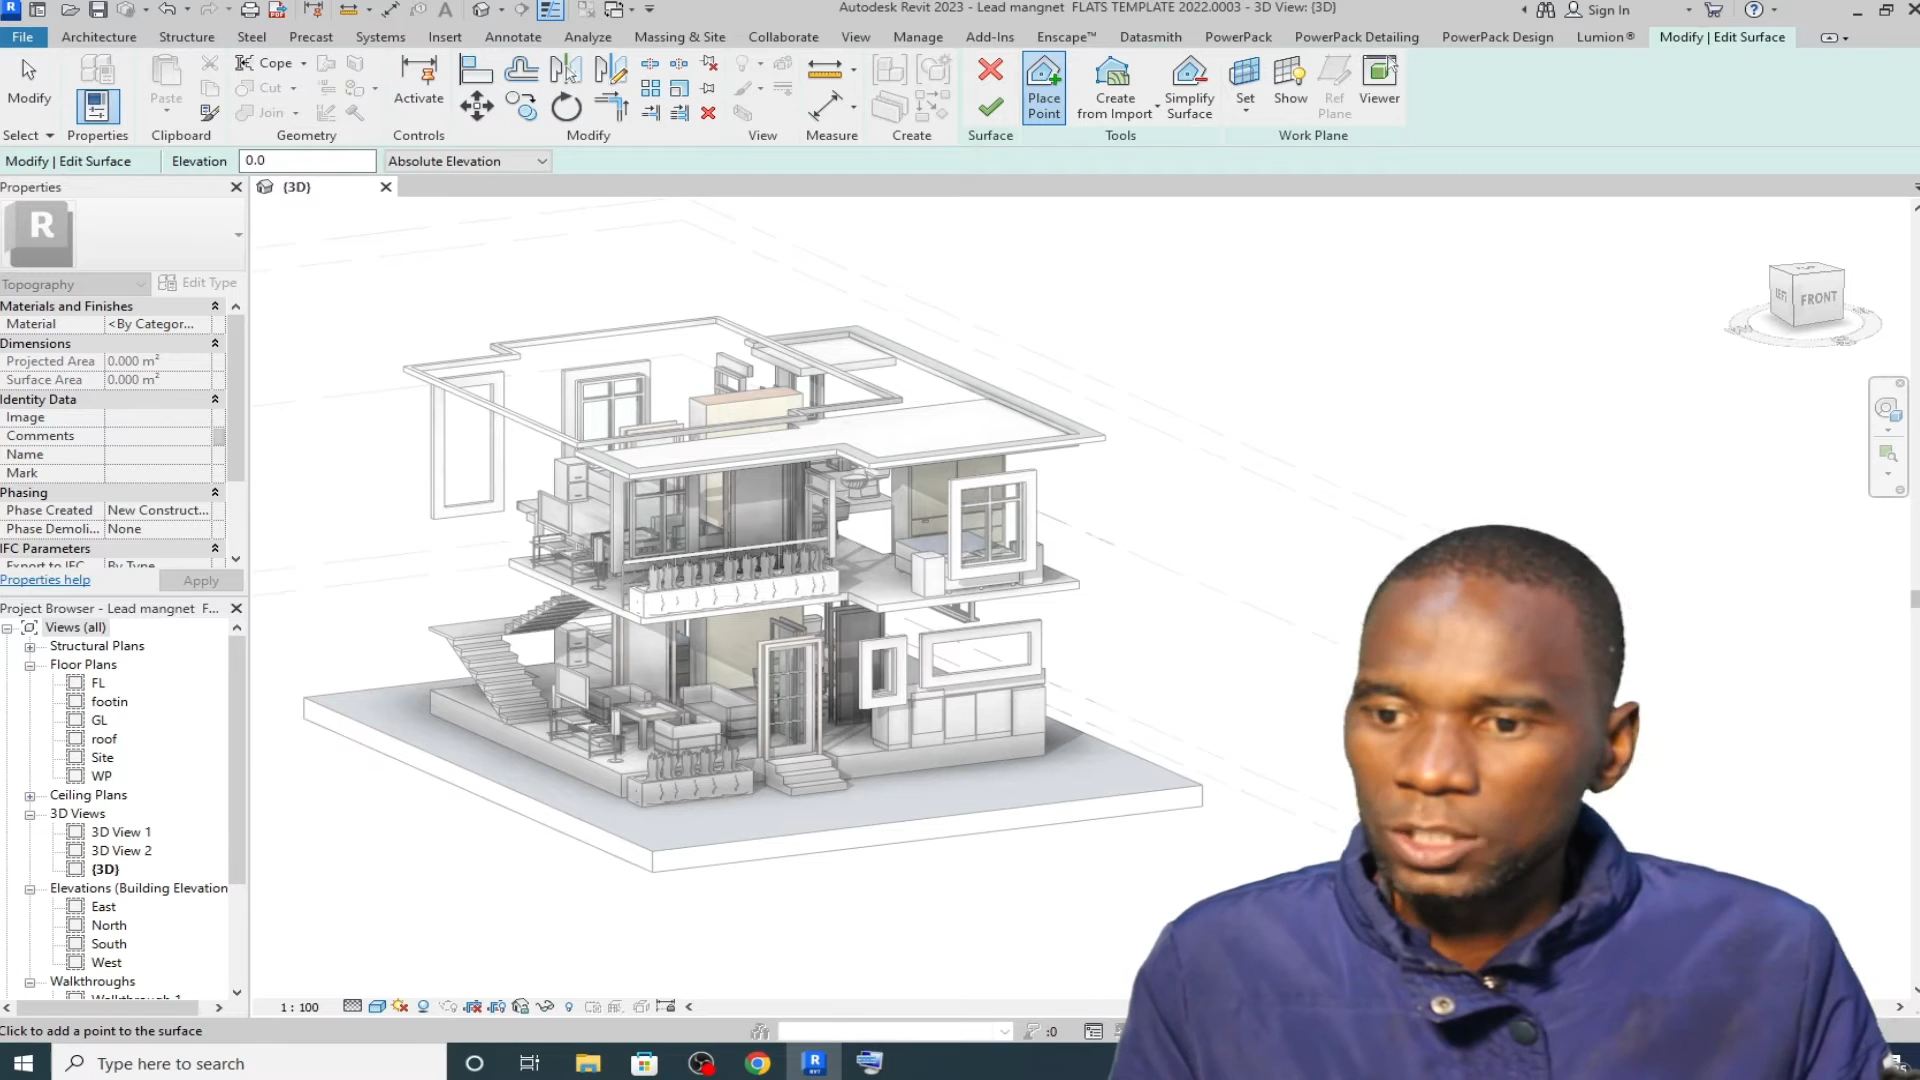 Autodesk Revit 2023 - Lead mangnet FLATS TEMPLATE 2022.0003 - 3D View: {3D}
Sign In
File Architecture Structure Steel Precast Systems Insert Annotate Analyze Massing & Site Collaborate View Manage Add-Ins Enscape™ Datasmith PowerPack PowerPack Detailing PowerPack Design Lumion® Modify | Edit Surface
Modify
Paste
Cope
Cut
Join
Activate
Place Point
Create from Import
Simplify Surface
Set
Show
Ref Plane
Viewer
Select Properties Clipboard Geometry Controls Modify View Measure Create Surface Tools Work Plane
Modify | Edit Surface Elevation 0.0 Absolute Elevation
Properties
{3D}
R
Topography Edit Type
Materials and Finishes
Material <By Categor...
Dimensions
Projected Area 0.000 m²
Surface Area 0.000 m²
Identity Data
Image
Comments
Name
Mark
Phasing
Phase Created New Construct...
Phase Demoli... None
IFC Parameters
Export to IFC By Type
Properties help Apply
Project Browser - Lead mangnet F...
Views (all)
Structural Plans
Floor Plans
FL
footin
GL
roof
Site
WP
Ceiling Plans
3D Views
3D View 1
3D View 2
{3D}
Elevations (Building Elevation
East
North
South
West
Walkthroughs
Walkthrough 1
LEFT FRONT
1 : 100
Click to add a point to the surface
:0
Type here to search